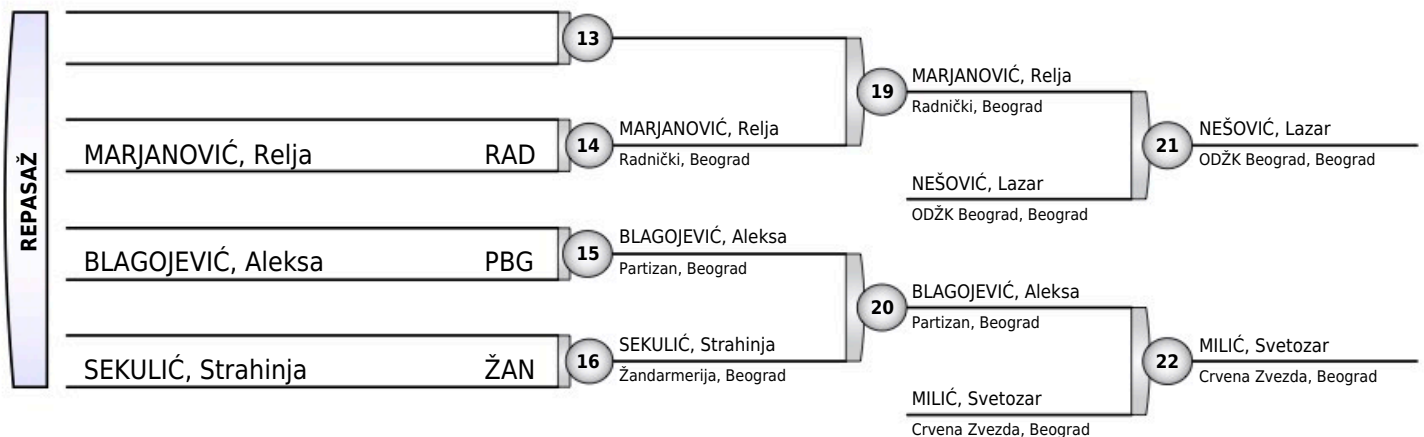 REPASAŽ
13
MARJANOVIĆ, Relja RAD
14
MARJANOVIĆ, Relja
Radnički, Beograd
BLAGOJEVIĆ, Aleksa PBG
15
BLAGOJEVIĆ, Aleksa
Partizan, Beograd
SEKULIĆ, Strahinja ŽAN
16
SEKULIĆ, Strahinja
Žandarmerija, Beograd
19
MARJANOVIĆ, Relja
Radnički, Beograd
NEŠOVIĆ, Lazar
ODŽK Beograd, Beograd
20
BLAGOJEVIĆ, Aleksa
Partizan, Beograd
MILIĆ, Svetozar
Crvena Zvezda, Beograd
21
NEŠOVIĆ, Lazar
ODŽK Beograd, Beograd
22
MILIĆ, Svetozar
Crvena Zvezda, Beograd